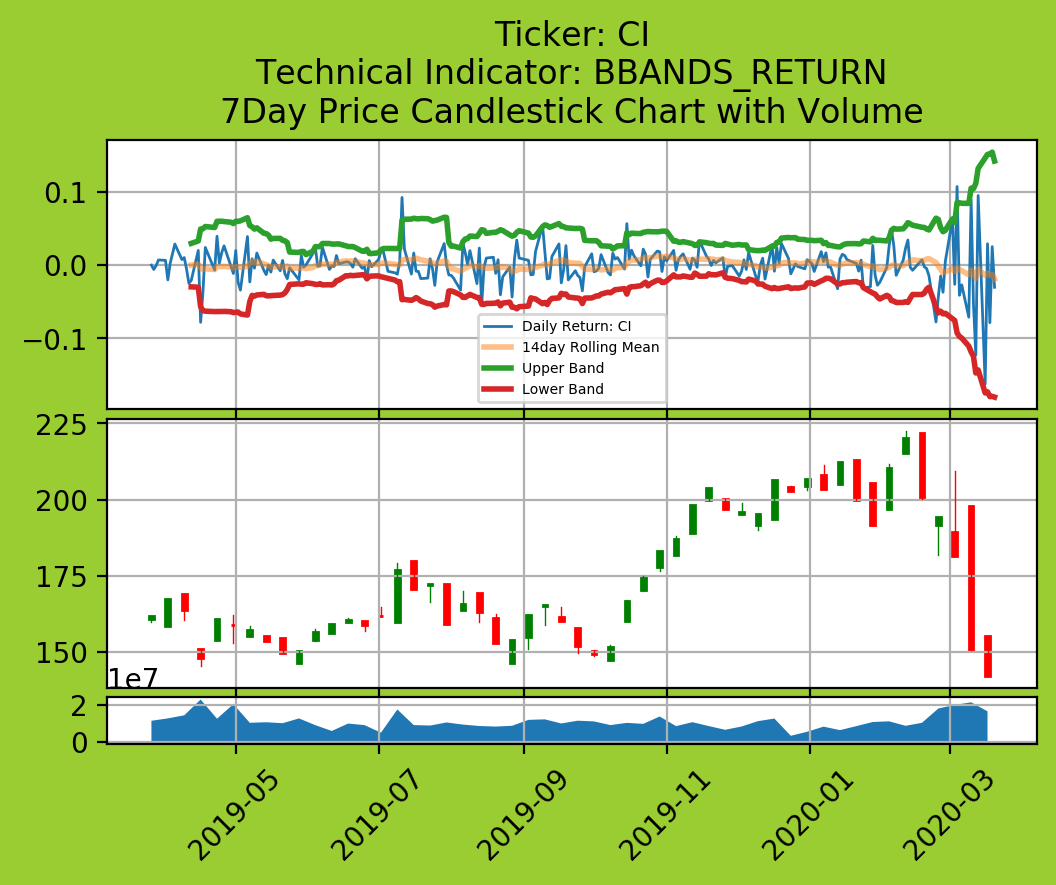 Ticker: CI
Technical Indicator: BBANDS_RETURN
7Day Price Candlestick Chart with Volume
0.1
0.0
−0.1
Daily Return: CI
14day Rolling Mean
Upper Band
Lower Band
225
200
175
150
1e7
2
0
2019-05
2019-07
2019-09
2019-11
2020-01
2020-03